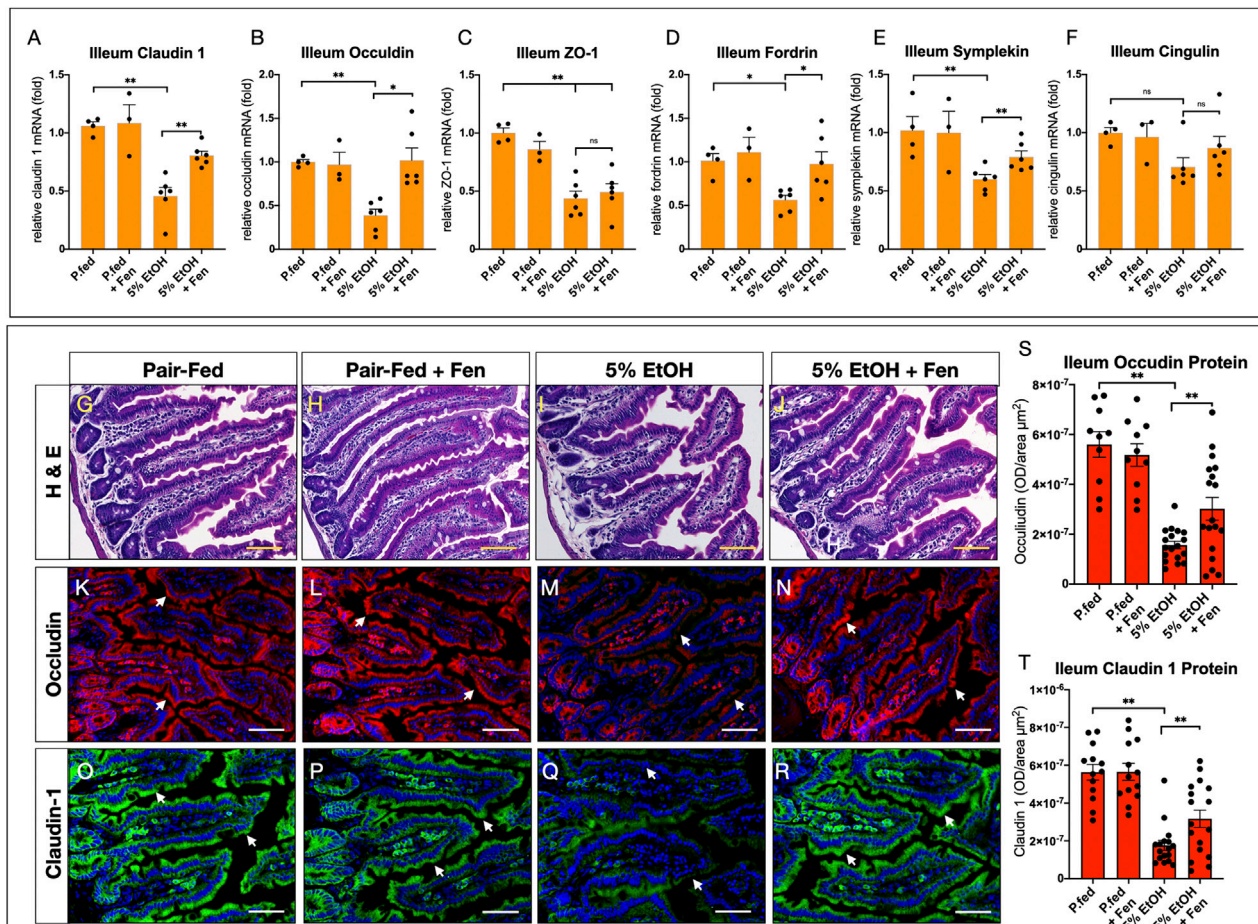 A
Illeum Claudin 1
relative claudin 1 mRNA (fold)
1.5
1.0
0.5
0
**
**
P.fed
P.fed + Fen
5% EtOH
5% EtOH + Fen
B
Illeum Occuldin
relative occludin mRNA (fold)
2.0
1.5
1.0
0.5
0
**
*
P.fed
P.fed + Fen
5% EtOH
5% EtOH + Fen
C
Illeum ZO-1
relative ZO-1 mRNA (fold)
1.5
1.0
0.5
0
**
ns
P.fed
P.fed + Fen
5% EtOH
5% EtOH + Fen
D
Illeum Fordrin
relative fordrin mRNA (fold)
2.0
1.5
1.0
0.5
0
*
*
P.fed
P.fed + Fen
5% EtOH
5% EtOH + Fen
E
Illeum Symplekin
relative symplekin mRNA (fold)
1.5
1.0
0.5
0
**
**
P.fed
P.fed + Fen
5% EtOH
5% EtOH + Fen
F
Illeum Cingulin
relative cingulin mRNA (fold)
1.5
1.0
0.5
0
ns
ns
P.fed
P.fed + Fen
5% EtOH
5% EtOH + Fen
Pair-Fed
Pair-Fed + Fen
5% EtOH
5% EtOH + Fen
H & E
G
H
I
J
H
Occludin
K
L
M
N
Claudin-1
O
P
Q
R
S
Ileum Occudin Protein
Occuliudin (OD/area µm²)
8×10⁻⁷
6×10⁻⁷
4×10⁻⁷
2×10⁻⁷
0
**
**
P.fed
P.fed + Fen
5% EtOH
5% EtOH + Fen
T
Ileum Claudin 1 Protein
Claudin 1 (OD/area µm²)
1×10⁻⁶
8×10⁻⁷
6×10⁻⁷
4×10⁻⁷
2×10⁻⁷
0
**
**
P.fed
P.fed + Fen
5% EtOH
5% EtOH + Fen